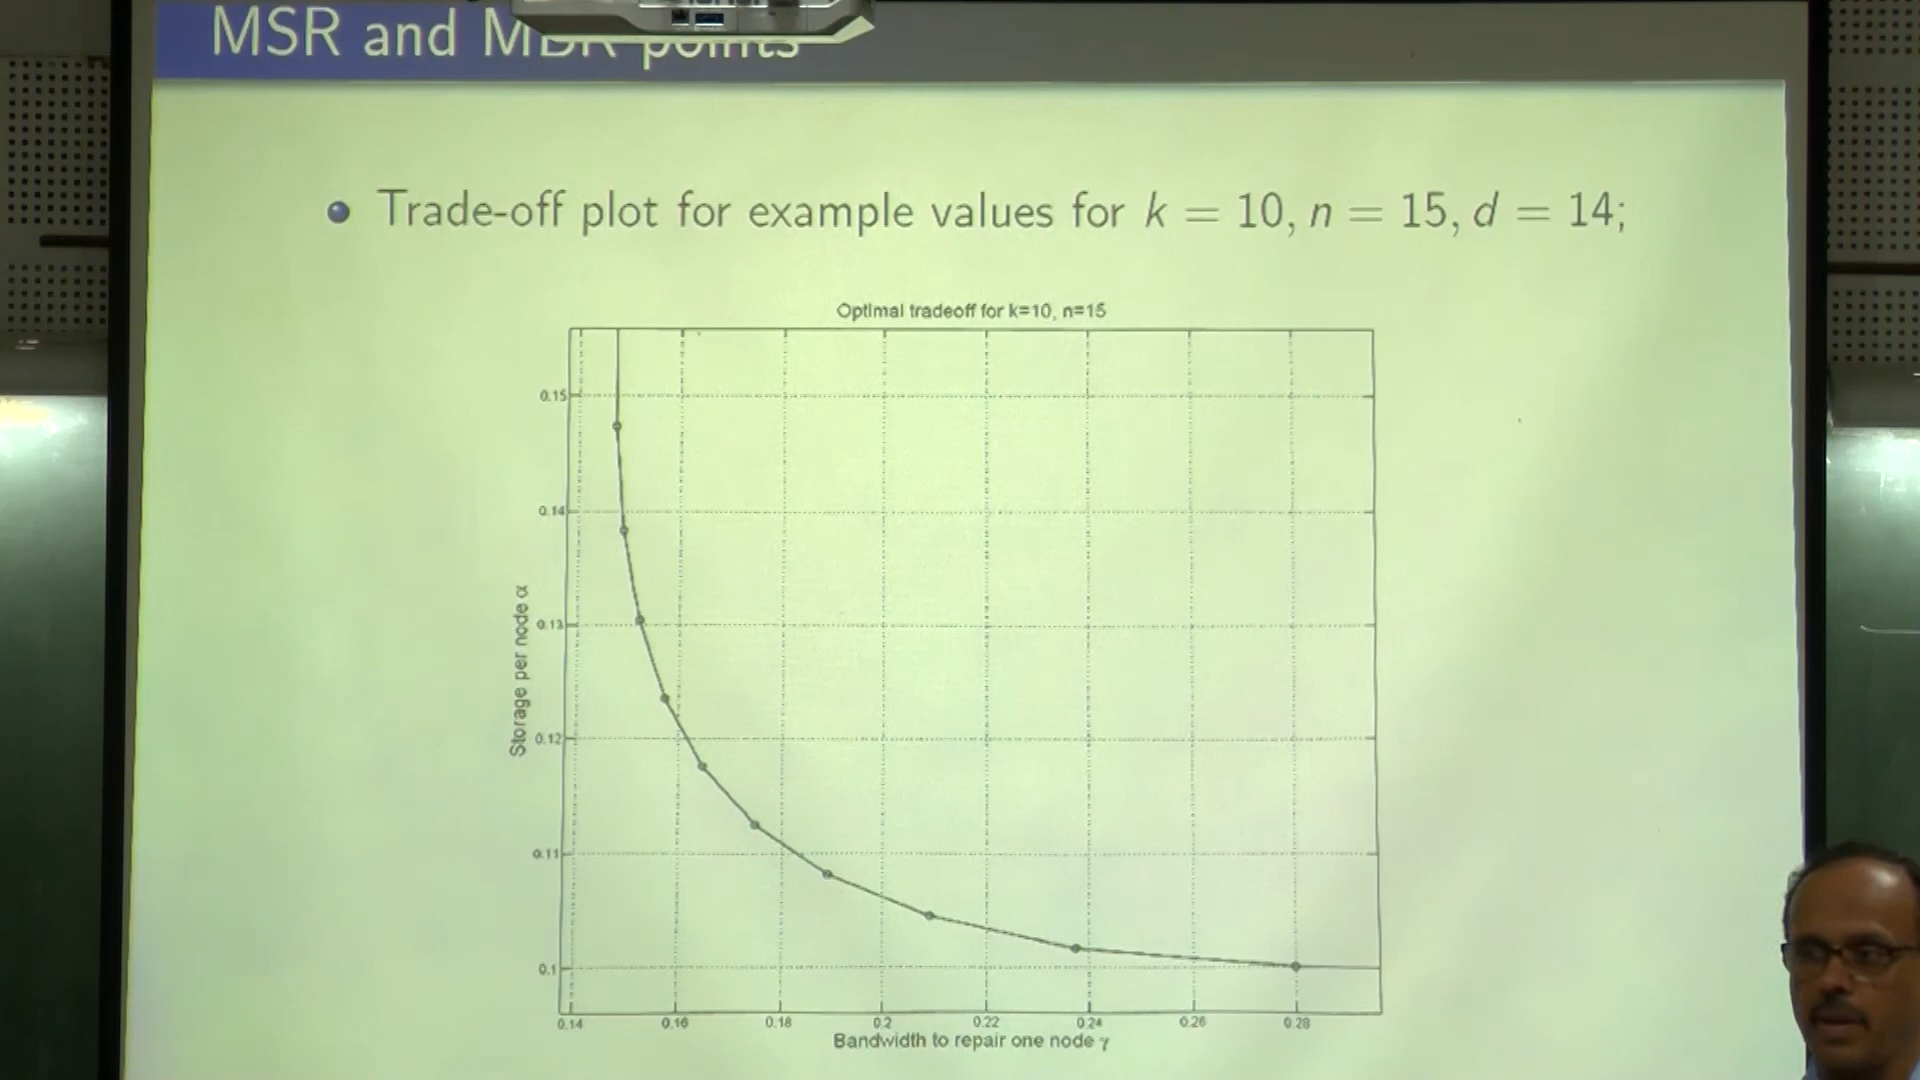 MSR and MBR points
Trade-off plot for example values for k = 10, n = 15, d = 14;
Optimal tradeoff for k=10, n=15
0.15
0.14
0.13
0.12
0.11
0.1
Storage per node α
0.14 0.16 0.18 0.2 0.22 0.24 0.26 0.28
Bandwidth to repair one node γ